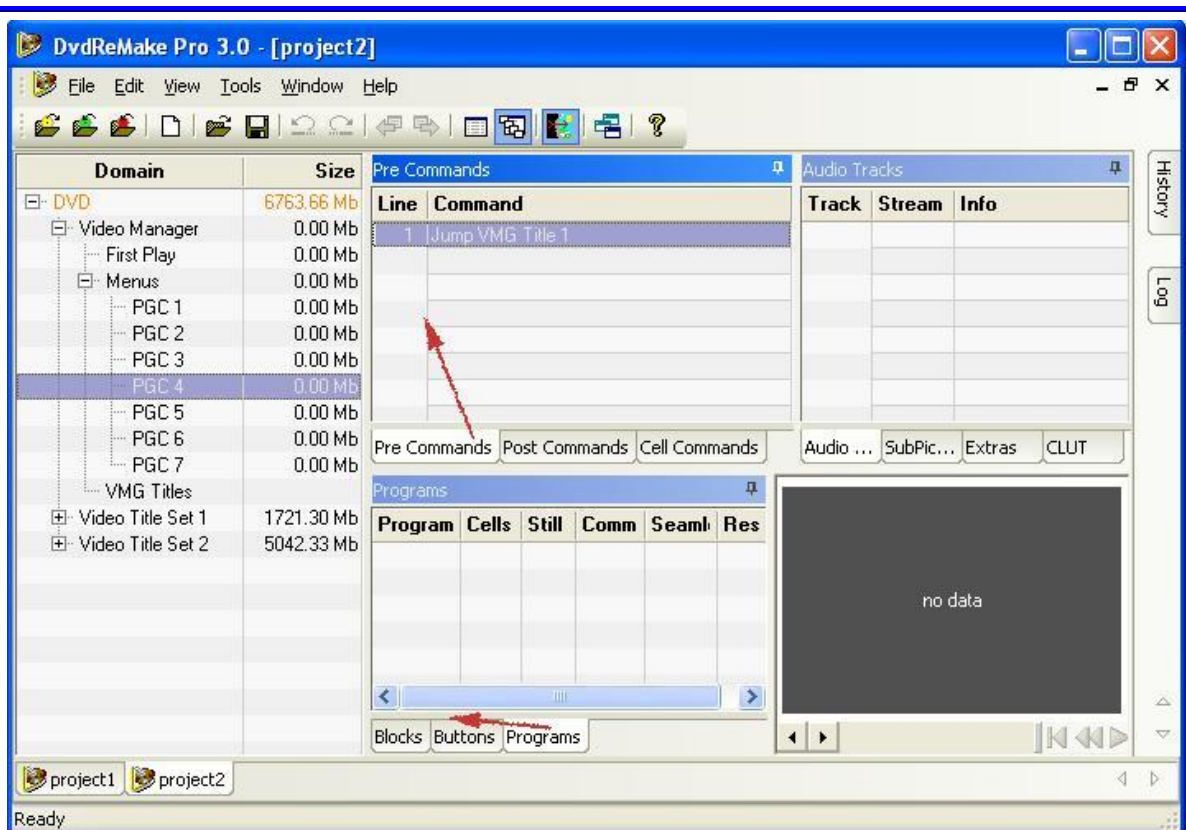 DvdReMake Pro 3.0 - [project2]
File Edit View Tools Window Help
Domain Size
DVD 6763.66 Mb
Video Manager 0.00 Mb
First Play 0.00 Mb
Menus 0.00 Mb
PGC 1 0.00 Mb
PGC 2 0.00 Mb
PGC 3 0.00 Mb
PGC 4 0.00 Mb
PGC 5 0.00 Mb
PGC 6 0.00 Mb
PGC 7 0.00 Mb
VMG Titles
Video Title Set 1 1721.30 Mb
Video Title Set 2 5042.33 Mb
Pre Commands
Line Command
1 Jump VMG Title 1
Pre Commands Post Commands Cell Commands
Audio Tracks
Track Stream Info
Audio ... SubPic... Extras CLUT
Programs
Program Cells Still Comm Seaml Res
Blocks Buttons Programs
no data
History
Log
project1 project2
Ready